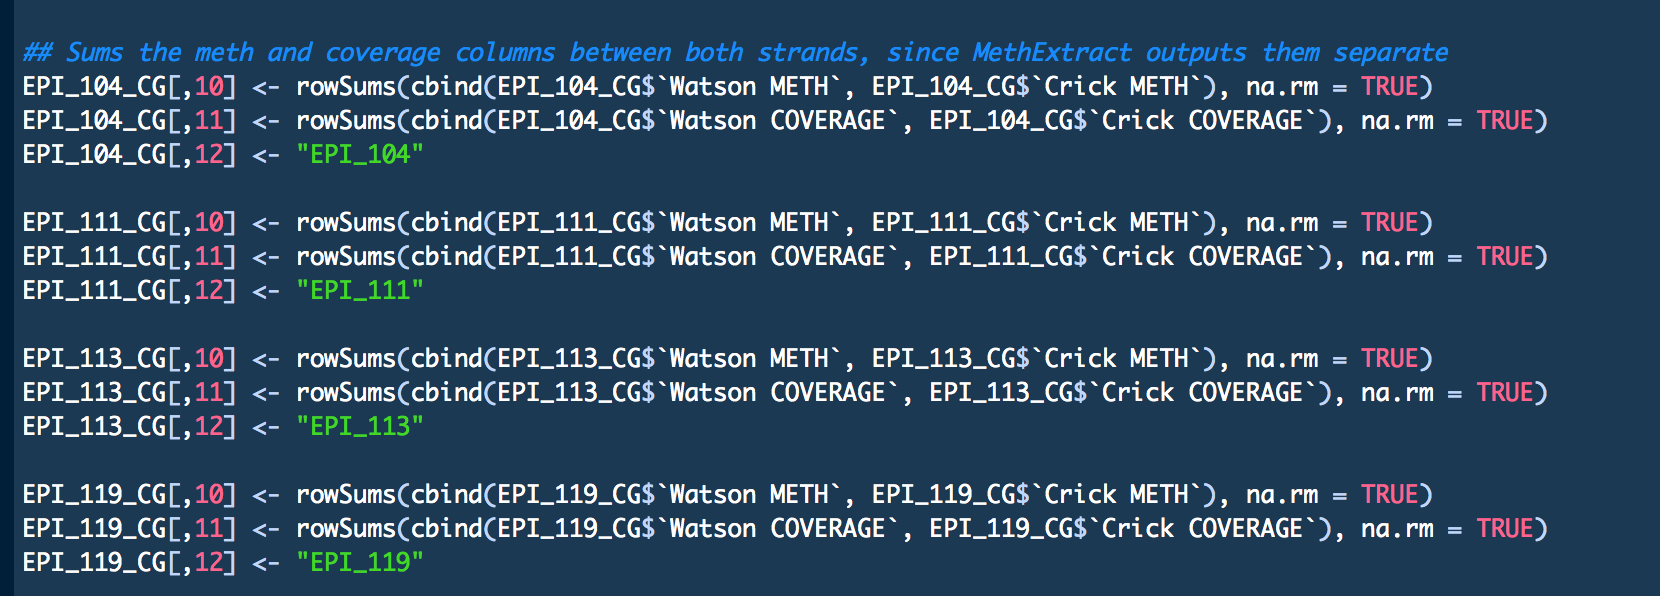 ## Sums the meth and coverage columns between both strands, since MethExtract outputs them separate
EPI_104_CG[,10] <- rowSums(cbind(EPI_104_CG$`Watson METH`, EPI_104_CG$`Crick METH`), na.rm = TRUE)
EPI_104_CG[,11] <- rowSums(cbind(EPI_104_CG$`Watson COVERAGE`, EPI_104_CG$`Crick COVERAGE`), na.rm = TRUE)
EPI_104_CG[,12] <- "EPI_104"
EPI_111_CG[,10] <- rowSums(cbind(EPI_111_CG$`Watson METH`, EPI_111_CG$`Crick METH`), na.rm = TRUE)
EPI_111_CG[,11] <- rowSums(cbind(EPI_111_CG$`Watson COVERAGE`, EPI_111_CG$`Crick COVERAGE`), na.rm = TRUE)
EPI_111_CG[,12] <- "EPI_111"
EPI_113_CG[,10] <- rowSums(cbind(EPI_113_CG$`Watson METH`, EPI_113_CG$`Crick METH`), na.rm = TRUE)
EPI_113_CG[,11] <- rowSums(cbind(EPI_113_CG$`Watson COVERAGE`, EPI_113_CG$`Crick COVERAGE`), na.rm = TRUE)
EPI_113_CG[,12] <- "EPI_113"
EPI_119_CG[,10] <- rowSums(cbind(EPI_119_CG$`Watson METH`, EPI_119_CG$`Crick METH`), na.rm = TRUE)
EPI_119_CG[,11] <- rowSums(cbind(EPI_119_CG$`Watson COVERAGE`, EPI_119_CG$`Crick COVERAGE`), na.rm = TRUE)
EPI_119_CG[,12] <- "EPI_119"